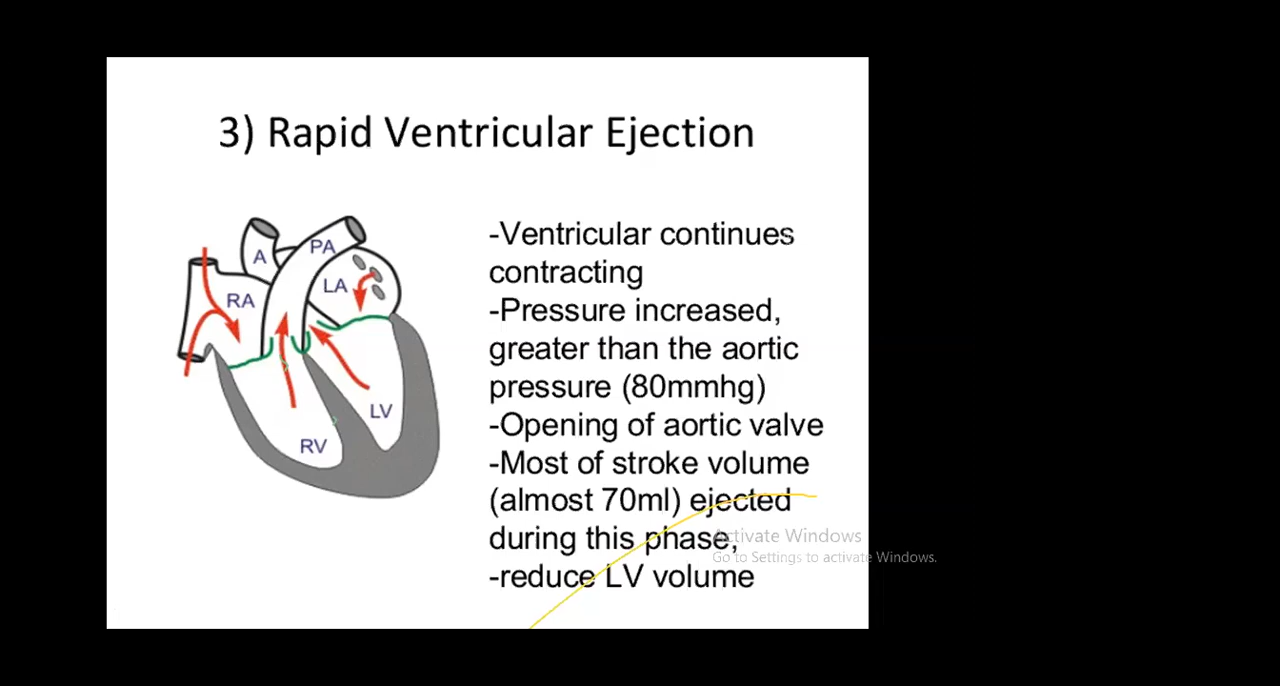 3) Rapid Ventricular Ejection
A
PA
LA
RA
LV
RV
-Ventricular continues
contracting
-Pressure increased,
greater than the aortic
pressure (80mmhg)
-Opening of aortic valve
-Most of stroke volume
(almost 70ml) ejected
during this phase,
-reduce LV volume
Activate Windows
Go to Settings to activate Windows.